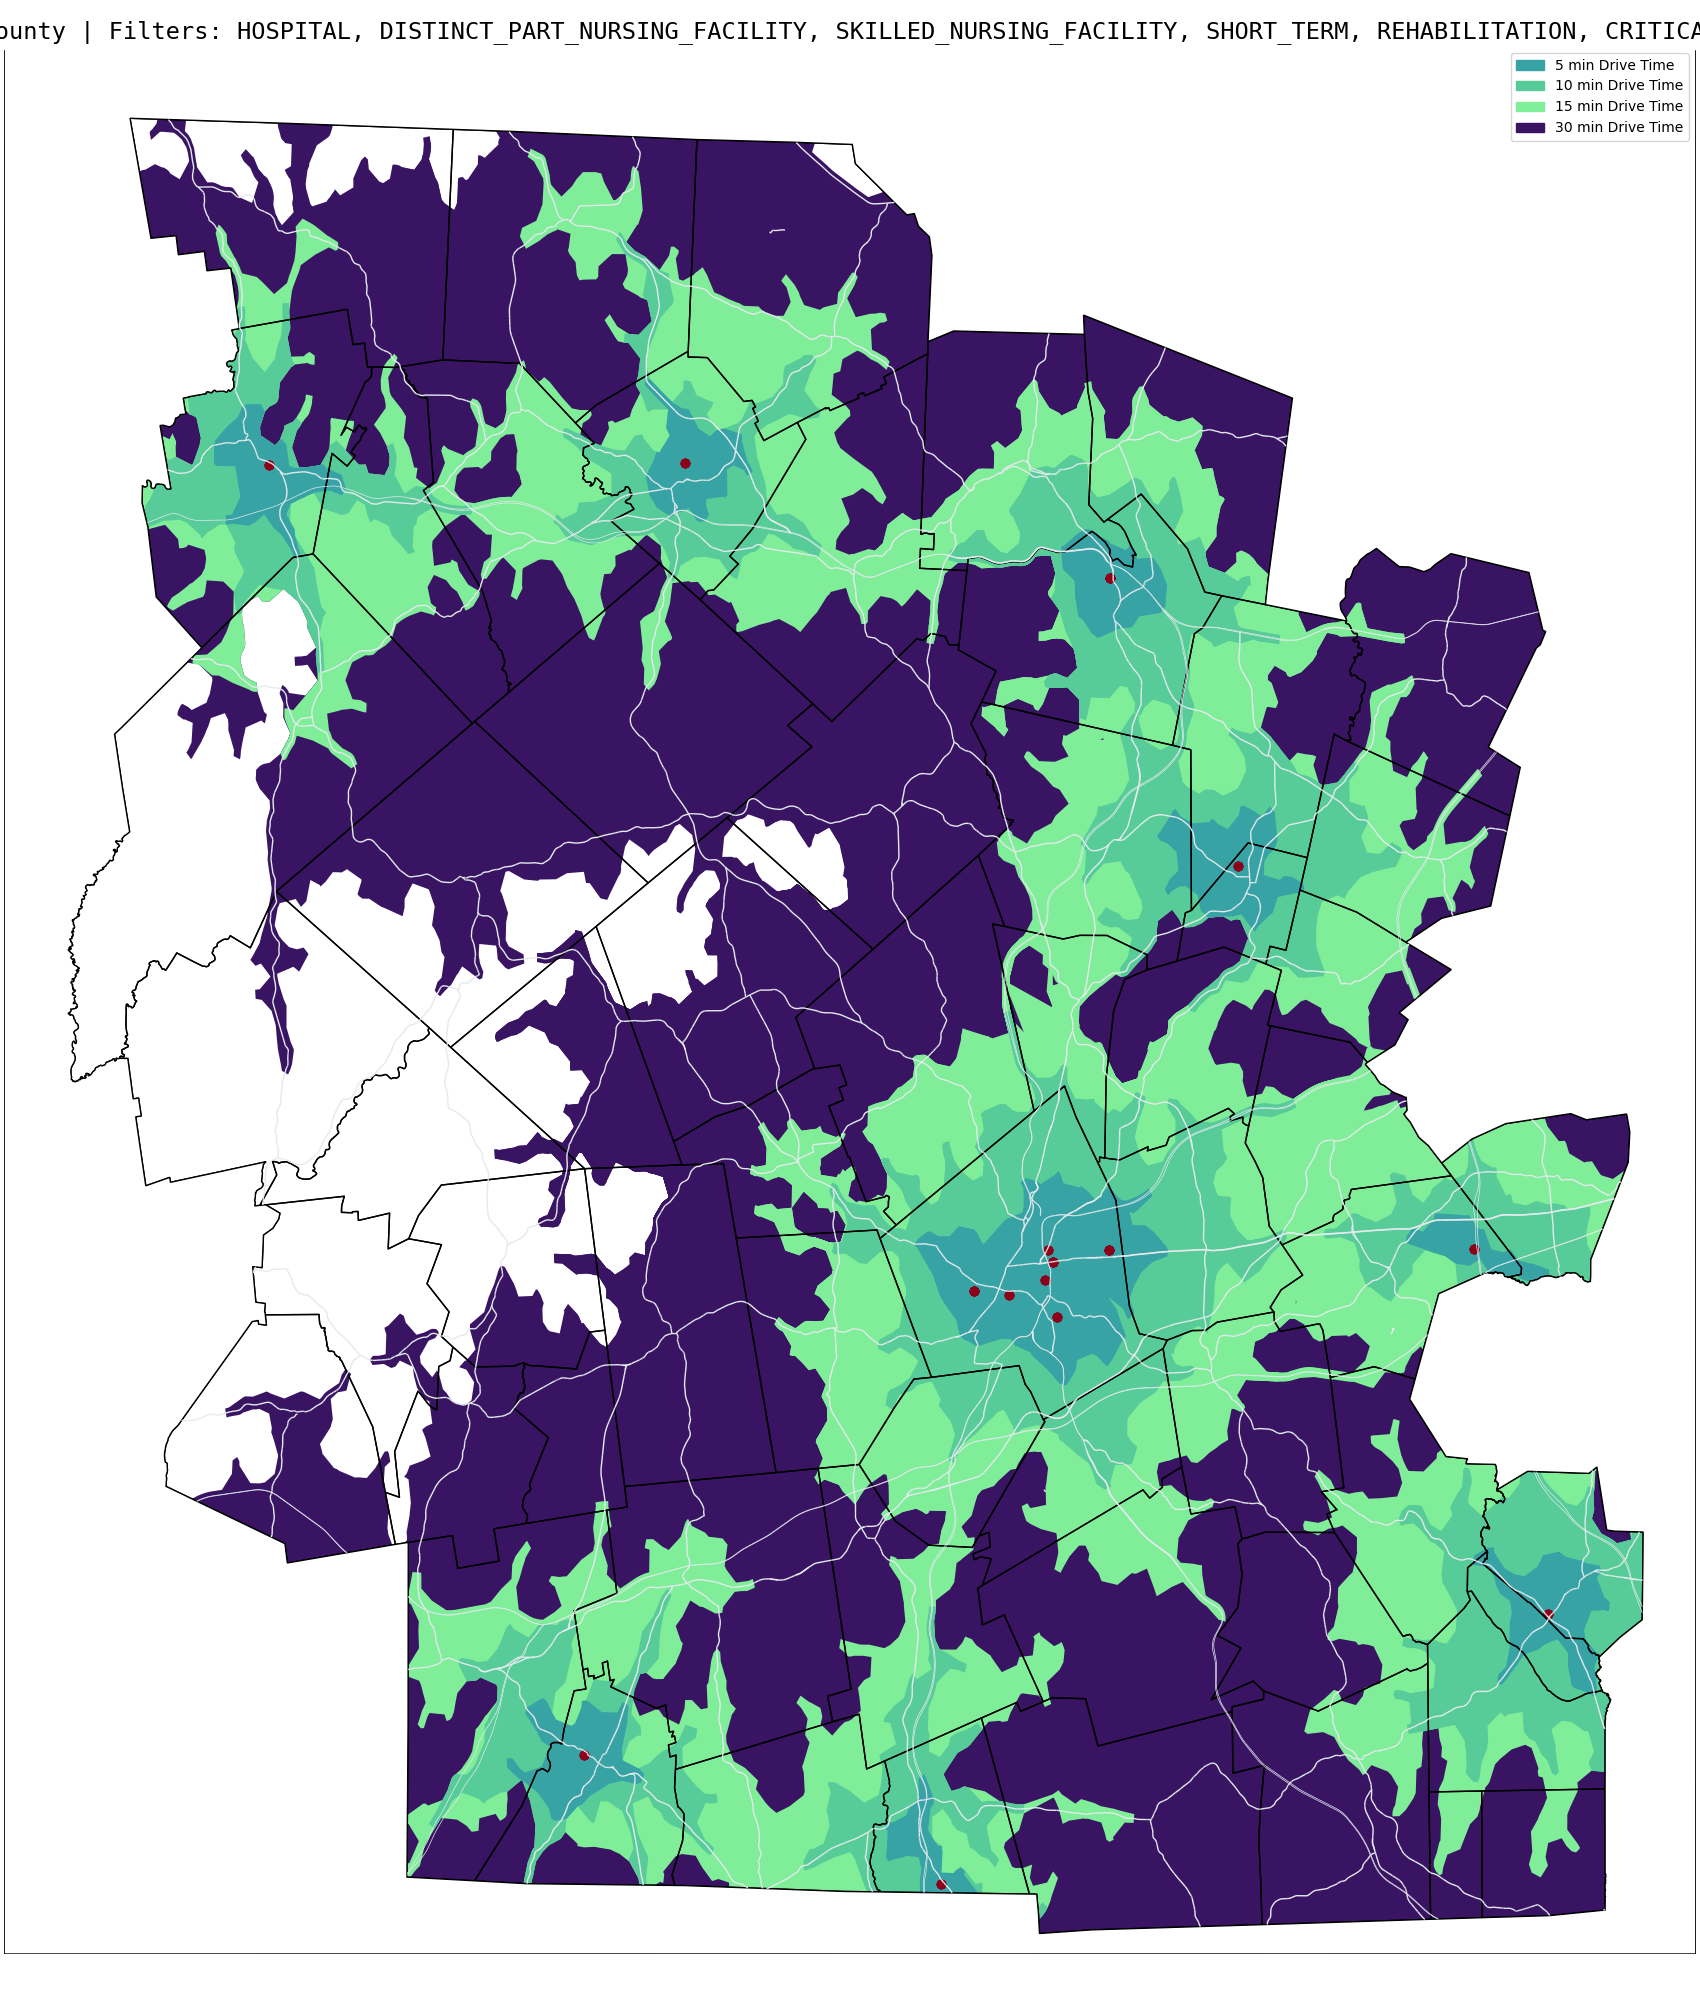 ounty | Filters: HOSPITAL, DISTINCT_PART_NURSING_FACILITY, SKILLED_NURSING_FACILITY, SHORT_TERM, REHABILITATION, CRITICA
5 min Drive Time
10 min Drive Time
15 min Drive Time
30 min Drive Time